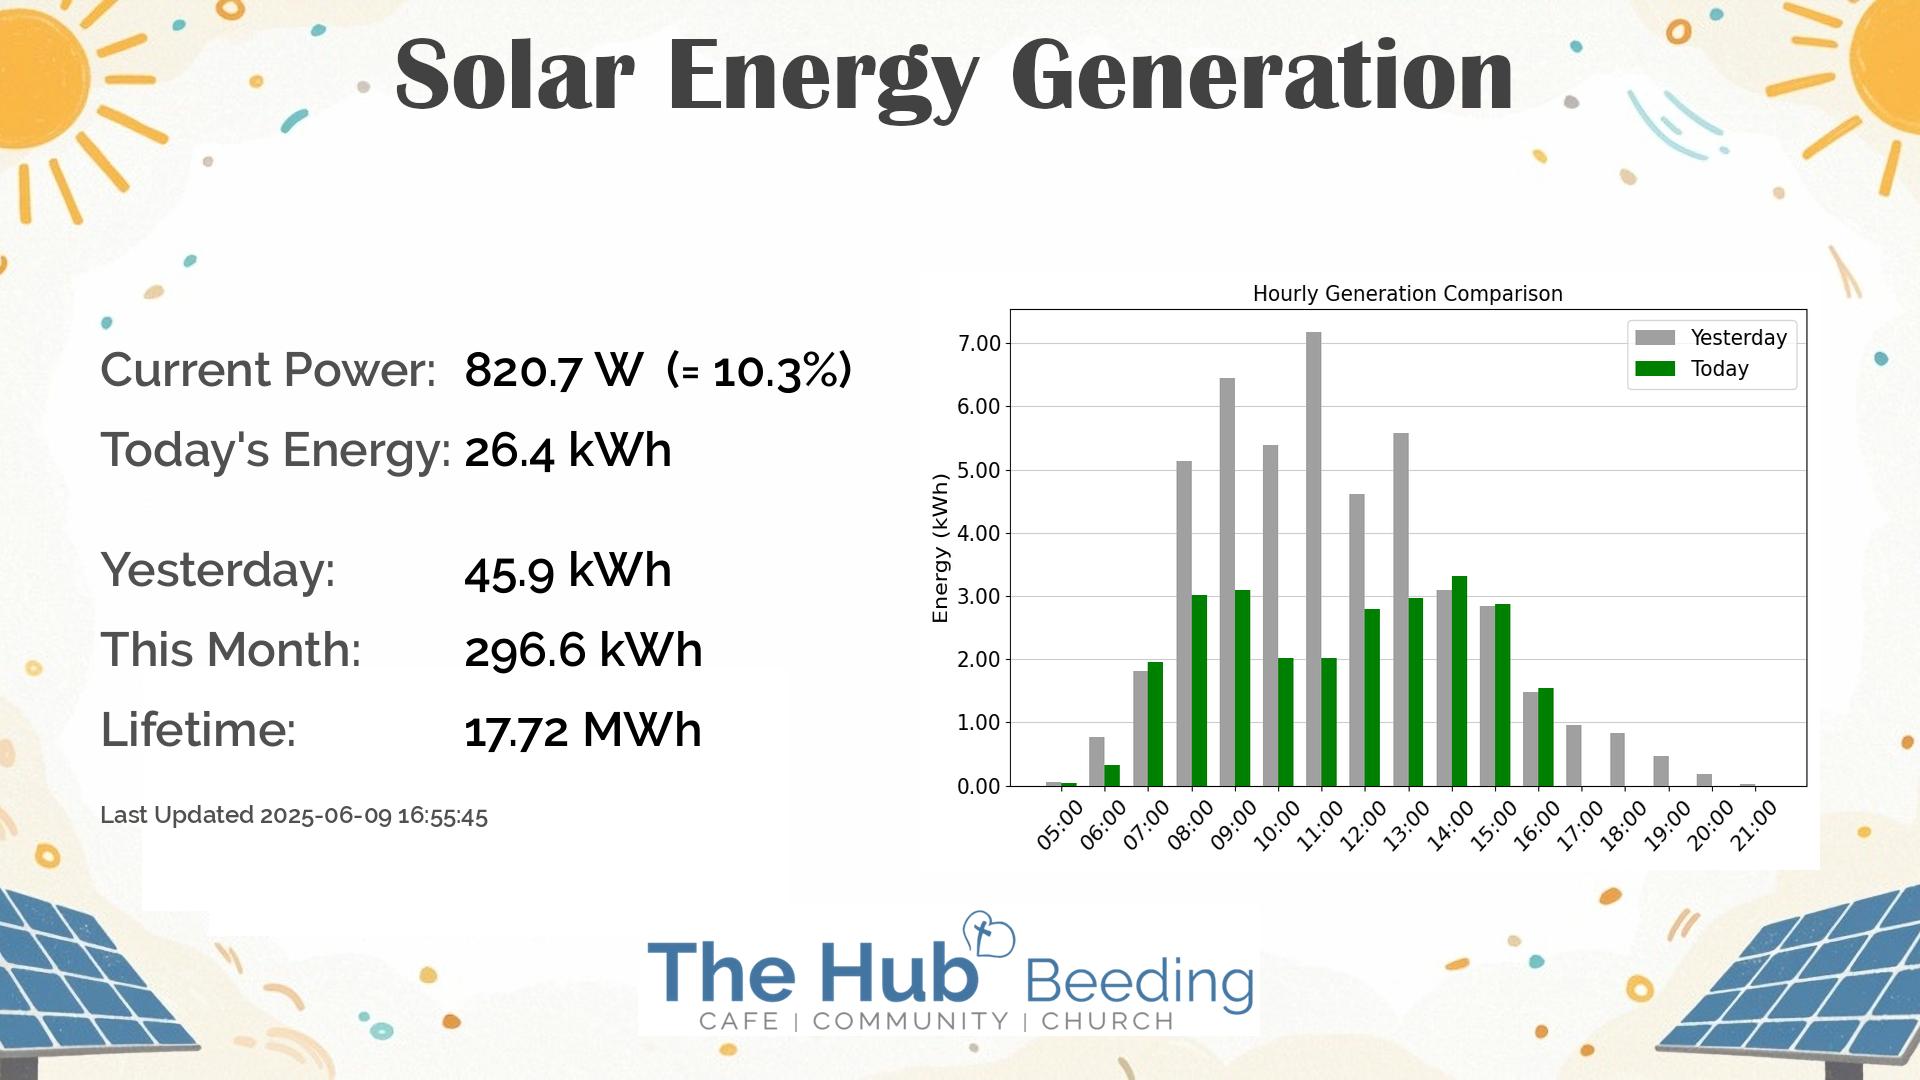 Solar Energy Generation
Current Power: 820.7 W (= 10.3%)
Today's Energy: 26.4 kWh
Yesterday: 45.9 kWh
This Month: 296.6 kWh
Lifetime: 17.72 MWh
Last Updated 2025-06-09 16:55:45
Hourly Generation Comparison
Yesterday
Today
Energy (kWh)
7.00
6.00
5.00
4.00
3.00
2.00
1.00
0.00
05:00 06:00 07:00 08:00 09:00 10:00 11:00 12:00 13:00 14:00 15:00 16:00 17:00 18:00 19:00 20:00 21:00
The Hub Beeding
CAFE | COMMUNITY | CHURCH